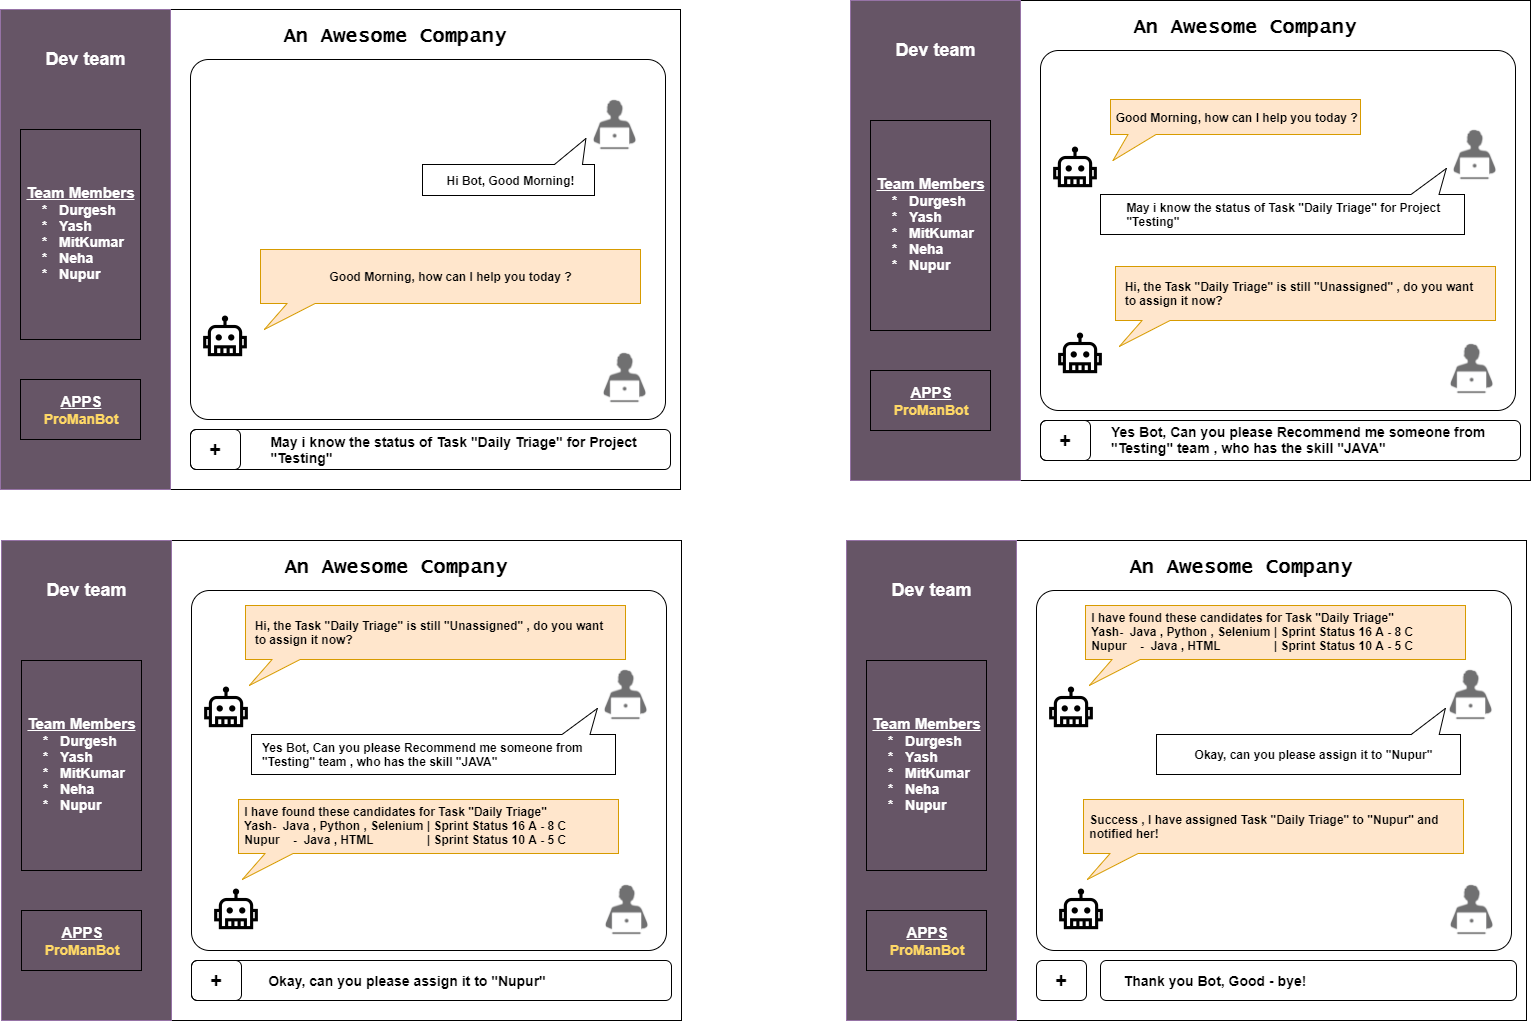 An Awesome Company
Dev team
Team Members
* Durgesh
* Yash
* MitKumar
* Neha
* Nupur
APPS
ProManBot
Hi Bot, Good Morning!
Good Morning, how can I help you today ?
+
May i know the status of Task "Daily Triage" for Project
"Testing"
An Awesome Company
Dev team
Team Members
* Durgesh
* Yash
* MitKumar
* Neha
* Nupur
APPS
ProManBot
Good Morning, how can I help you today ?
May i know the status of Task "Daily Triage" for Project
"Testing"
Hi, the Task "Daily Triage" is still "Unassigned" , do you want
to assign it now?
+
Yes Bot, Can you please Recommend me someone from
"Testing" team , who has the skill "JAVA"
An Awesome Company
Dev team
Team Members
* Durgesh
* Yash
* MitKumar
* Neha
* Nupur
APPS
ProManBot
Hi, the Task "Daily Triage" is still "Unassigned" , do you want
to assign it now?
Yes Bot, Can you please Recommend me someone from
"Testing" team , who has the skill "JAVA"
I have found these candidates for Task "Daily Triage"
Yash- Java , Python , Selenium | Sprint Status 16 A - 8 C
Nupur - Java , HTML | Sprint Status 10 A - 5 C
+
Okay, can you please assign it to "Nupur"
An Awesome Company
Dev team
Team Members
* Durgesh
* Yash
* MitKumar
* Neha
* Nupur
APPS
ProManBot
I have found these candidates for Task "Daily Triage"
Yash- Java , Python , Selenium | Sprint Status 16 A - 8 C
Nupur - Java , HTML | Sprint Status 10 A - 5 C
Okay, can you please assign it to "Nupur"
Success , I have assigned Task "Daily Triage" to "Nupur" and
notified her!
+
Thank you Bot, Good - bye!